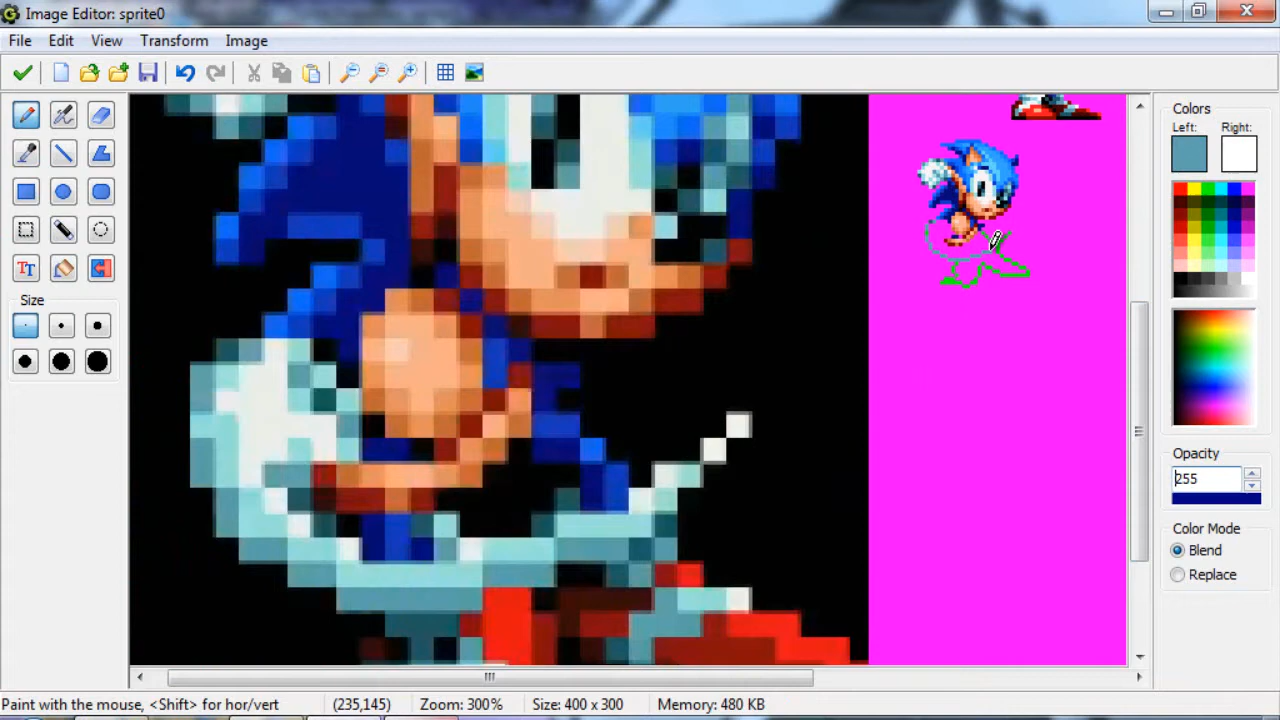 Image Editor: sprite0
File Edit View Transform Image
Size
Colors
Left: Right:
Opacity
255
Color Mode
Blend
Replace
Paint with the mouse, <Shift> for hor/vert (235,145) Zoom: 300% Size: 400 x 300 Memory: 480 KB